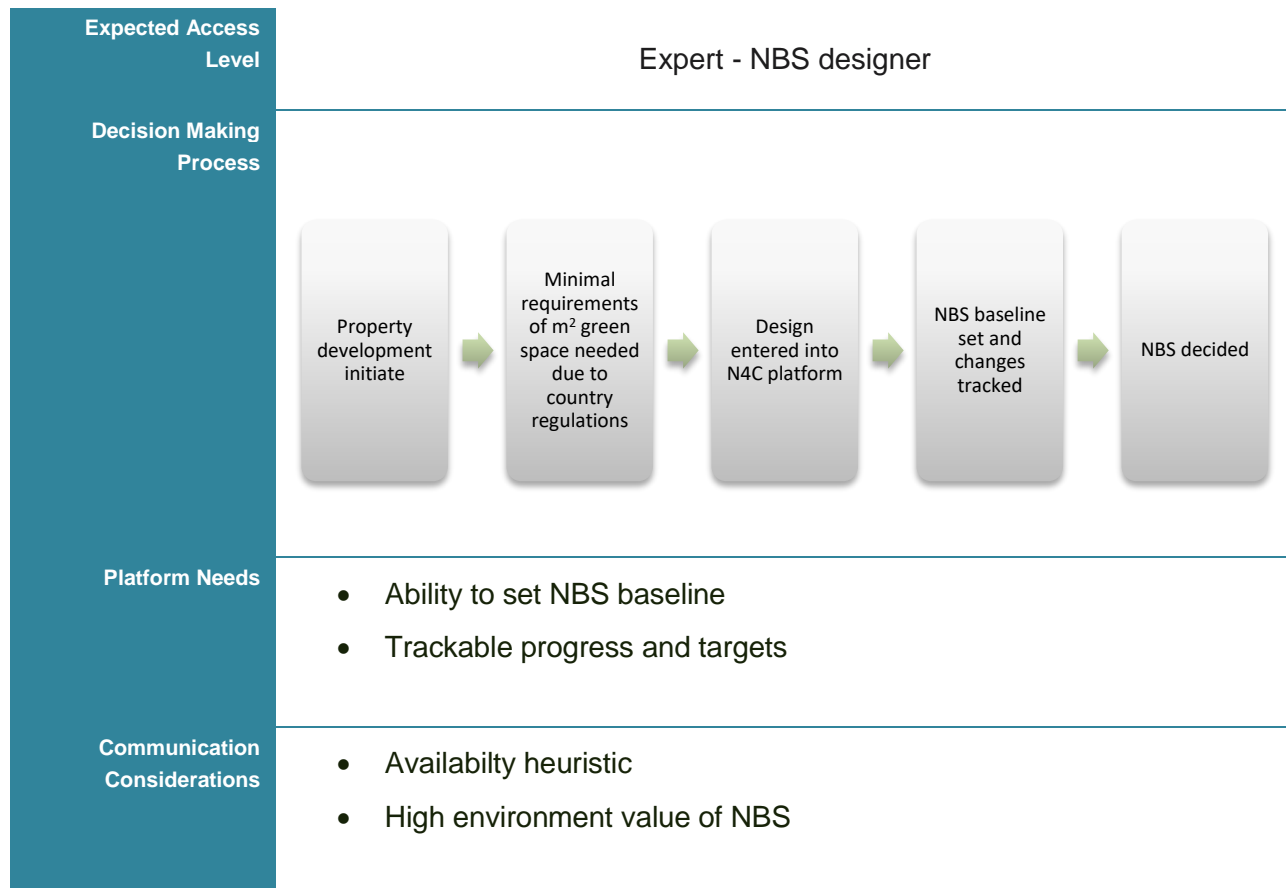 Expected Access
Level
Expert - NBS designer
Decision Making
Process
Property
development
initiate
Minimal
requirements
of m² green
space needed
due to
country
regulations
Design
entered into
N4C platform
NBS baseline
set and
changes
tracked
NBS decided
Platform Needs
• Ability to set NBS baseline
• Trackable progress and targets
Communication
Considerations
• Availabilty heuristic
• High environment value of NBS